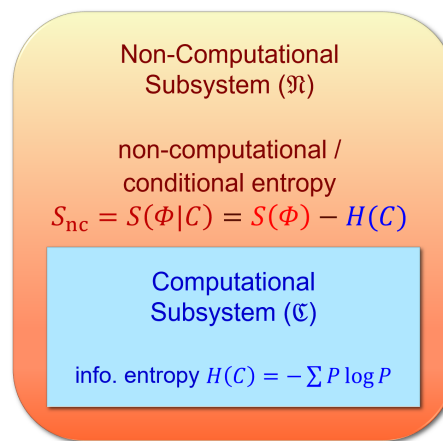 Non-Computational
Subsystem (𝔑)
non-computational /
conditional entropy
S_nc = S(Φ|C) = S(Φ) − H(C)
Computational
Subsystem (ℭ)
info. entropy H(C) = − ∑ P log P